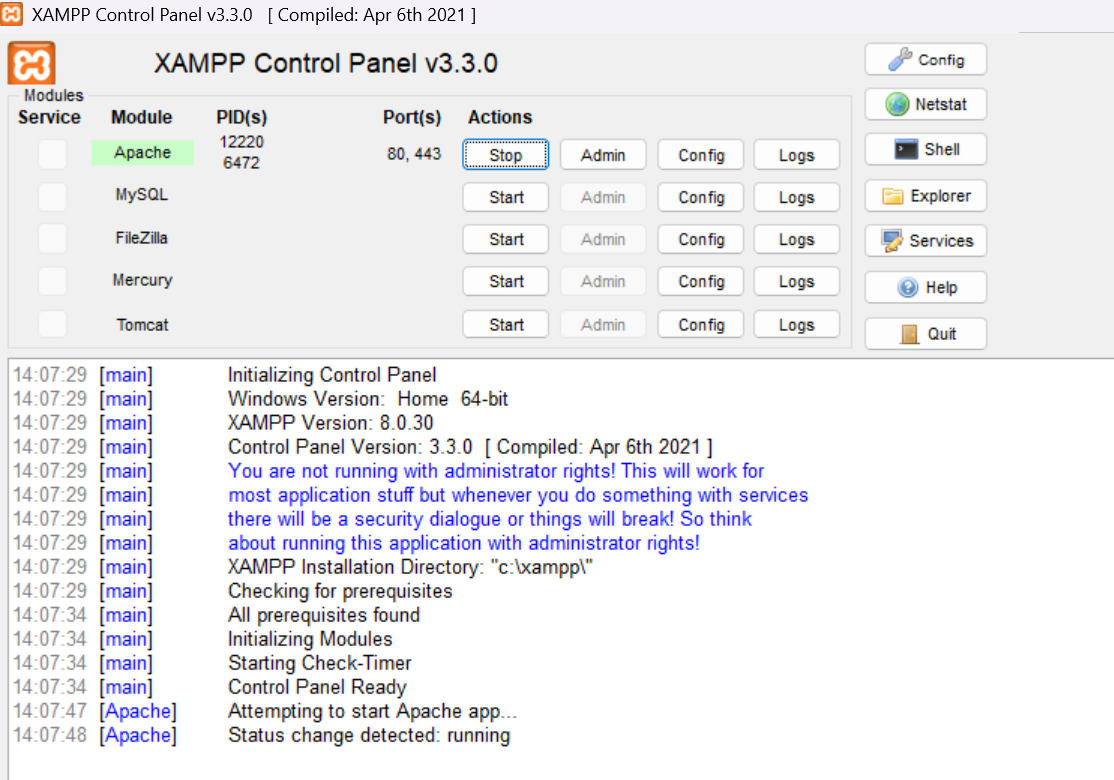 XAMPP Control Panel v3.3.0 [ Compiled: Apr 6th 2021 ]
XAMPP Control Panel v3.3.0
Config
Modules
Service Module PID(s) Port(s) Actions
Netstat
Apache 12220 6472 80, 443 Stop Admin Config Logs
Shell
MySQL Start Admin Config Logs
Explorer
FileZilla Start Admin Config Logs
Services
Mercury Start Admin Config Logs
Help
Tomcat Start Admin Config Logs
Quit
14:07:29 [main] Initializing Control Panel
14:07:29 [main] Windows Version: Home 64-bit
14:07:29 [main] XAMPP Version: 8.0.30
14:07:29 [main] Control Panel Version: 3.3.0 [ Compiled: Apr 6th 2021 ]
14:07:29 [main] You are not running with administrator rights! This will work for
14:07:29 [main] most application stuff but whenever you do something with services
14:07:29 [main] there will be a security dialogue or things will break! So think
14:07:29 [main] about running this application with administrator rights!
14:07:29 [main] XAMPP Installation Directory: "c:\xampp\"
14:07:29 [main] Checking for prerequisites
14:07:34 [main] All prerequisites found
14:07:34 [main] Initializing Modules
14:07:34 [main] Starting Check-Timer
14:07:34 [main] Control Panel Ready
14:07:47 [Apache] Attempting to start Apache app...
14:07:48 [Apache] Status change detected: running